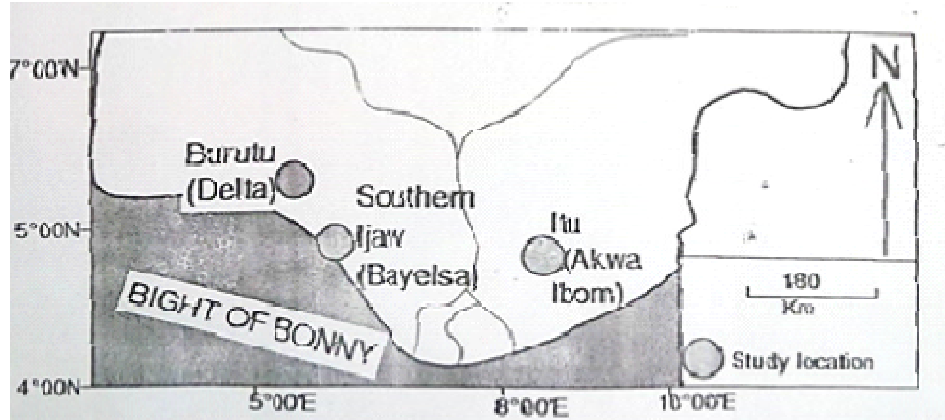 7°00'N
N
Burutu
(Delta)
Southern
Ijaw
(Bayelsa)
Itu
(Akwa
Ibom)
5°00'N
BIGHT OF BONNY
180
Km
Study location
4°00N
5°00'E
8°00'E
10°00'E